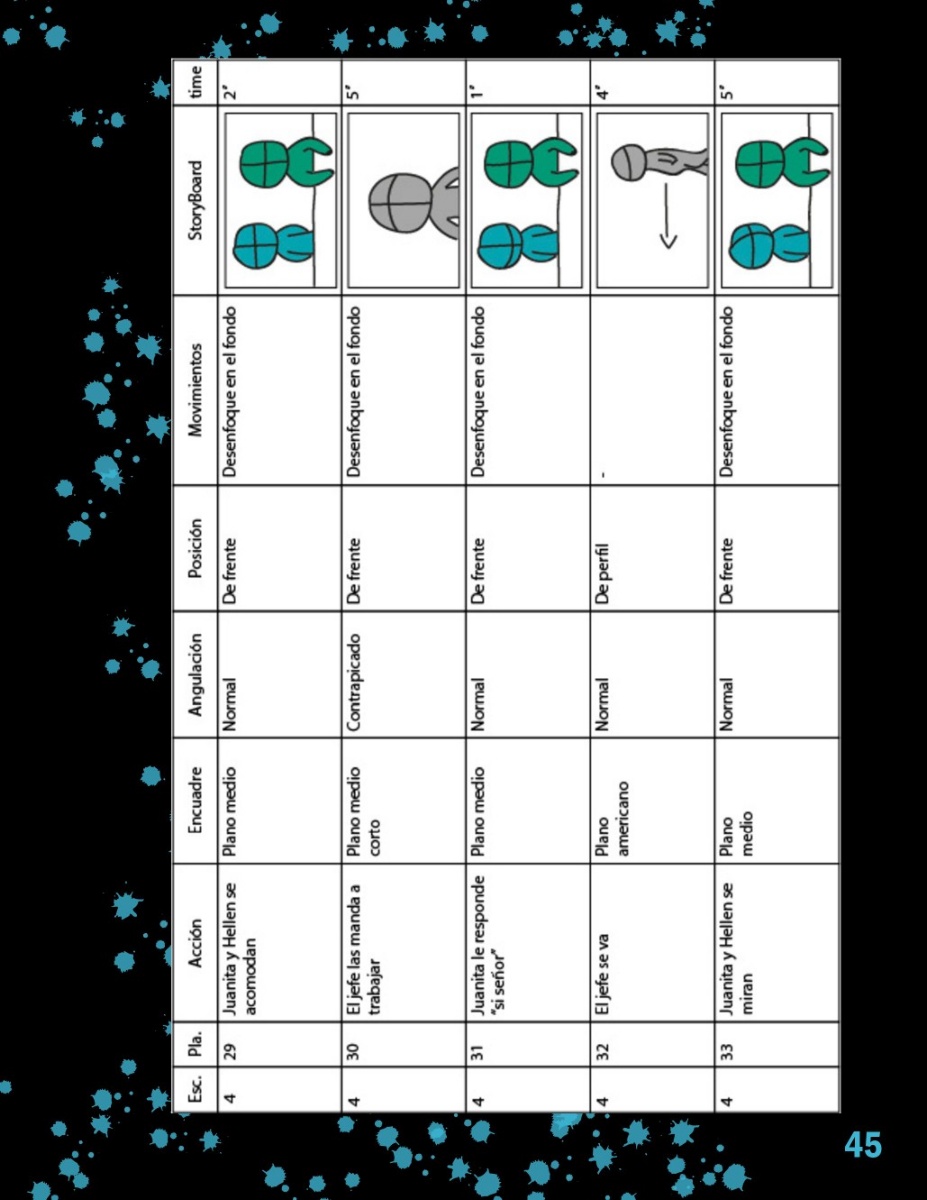 Esc. Pla. Acción Encuadre Angulación Posición Movimientos StoryBoard time
4 29 Juanita y Hellen se Plano medio Normal De frente Desenfoque en el fondo 2"
acomodan
4 30 El jefe las manda a Plano medio Contrapicado De frente Desenfoque en el fondo 5"
trabajar corto
4 31 Juanita le responde Plano medio Normal De frente Desenfoque en el fondo 1"
"si señor"
4 32 El jefe se va Plano Normal De perfil - 4"
americano
4 33 Juanita y Hellen se Plano Normal De frente Desenfoque en el fondo 5"
miran medio
45